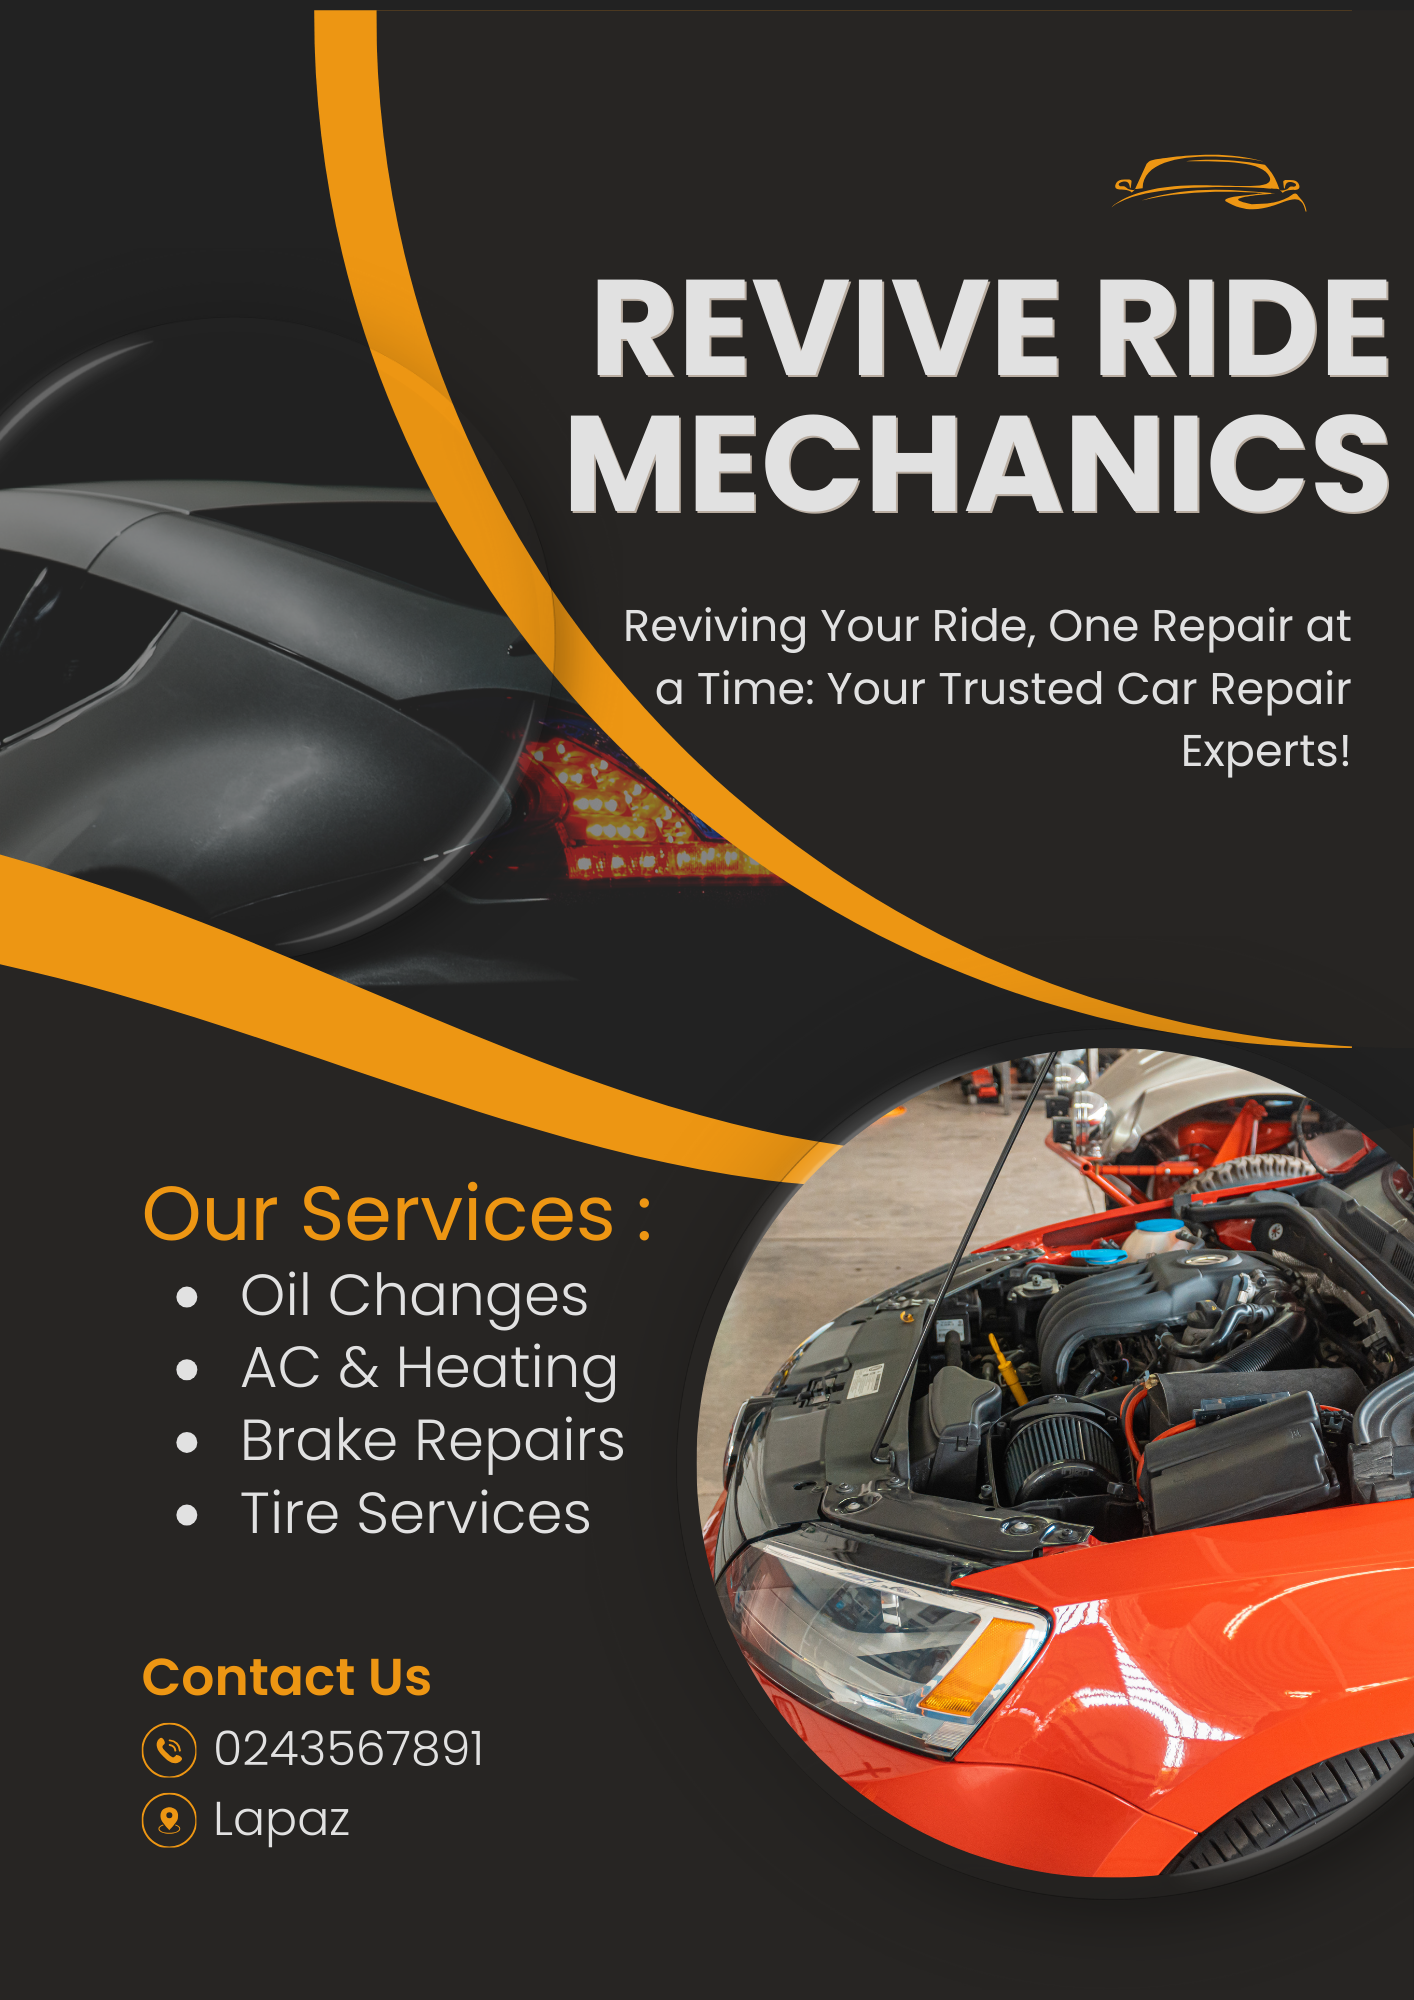 REVIVE RIDE
MECHANICS
Reviving Your Ride, One Repair at
a Time: Your Trusted Car Repair
Experts!
Our Services :
• Oil Changes
• AC & Heating
• Brake Repairs
• Tire Services
Contact Us
0243567891
Lapaz